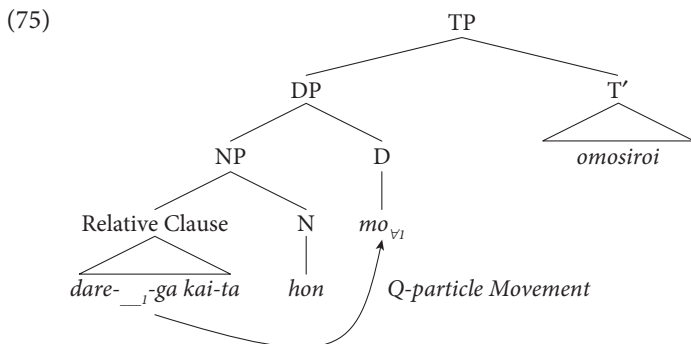 (75)
TP
DP T′
NP D omosiroi
Relative Clause N mo∀1
dare-__1-ga kai-ta hon Q-particle Movement